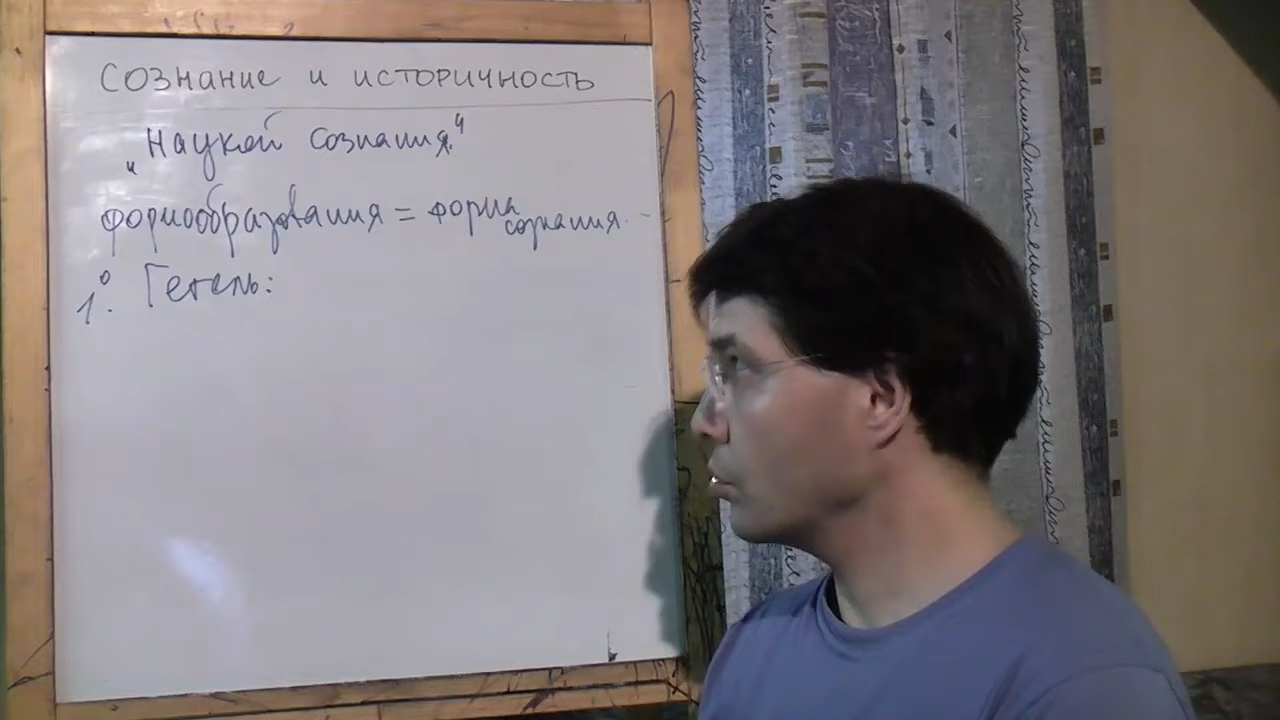 СОЗНАНИЕ И ИСТОРИЧНОСТЬ
„Наукой сознания."
формообразования = форма сознания.
1.° Гегель: